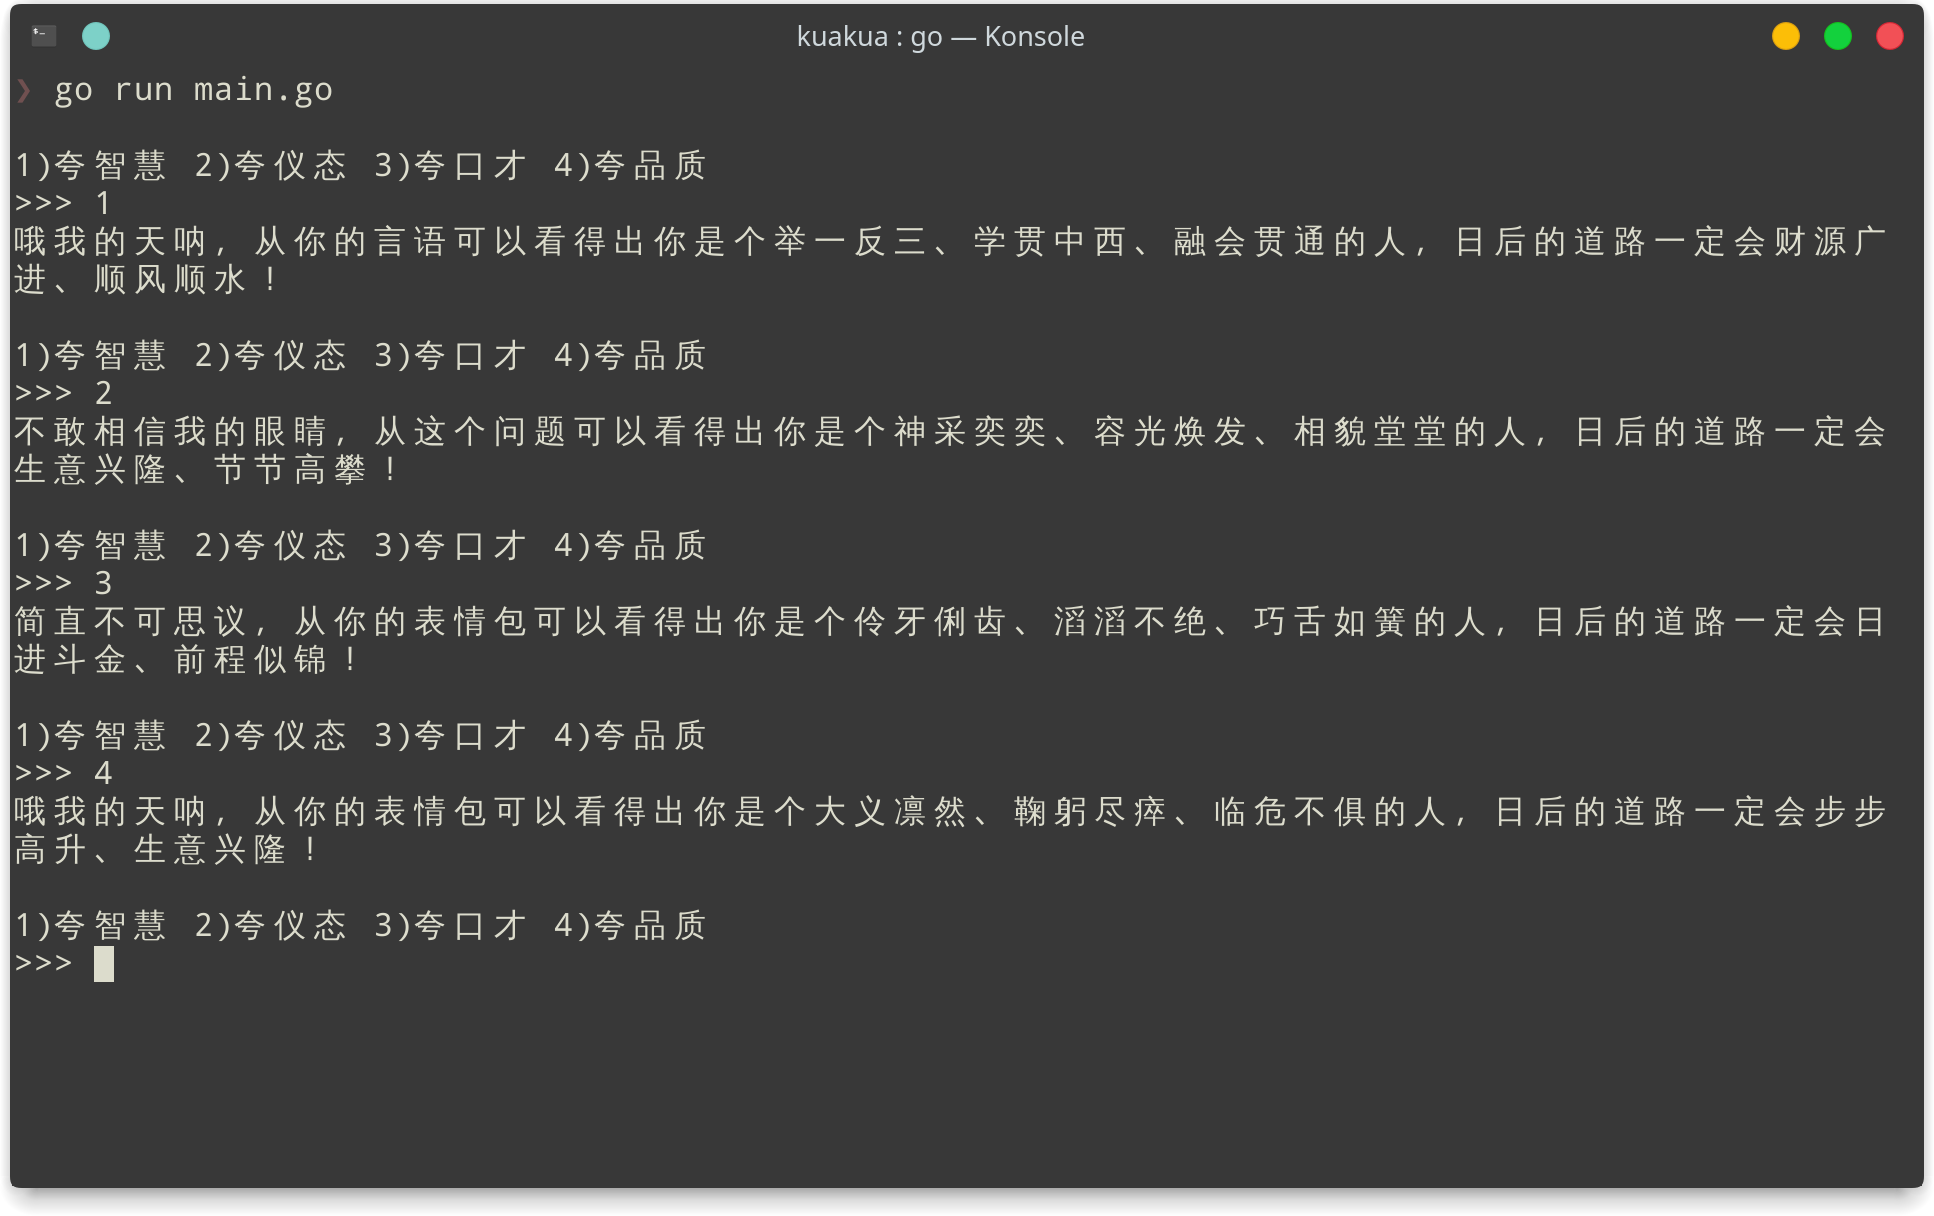 kuakua : go — Konsole
❯ go run main.go
1)夸智慧 2)夸仪态 3)夸口才 4)夸品质
>>> 1
哦我的天呐，从你的言语可以看得出你是个举一反三、学贯中西、融会贯通的人，日后的道路一定会财源广
进、顺风顺水！
1)夸智慧 2)夸仪态 3)夸口才 4)夸品质
>>> 2
不敢相信我的眼睛，从这个问题可以看得出你是个神采奕奕、容光焕发、相貌堂堂的人，日后的道路一定会
生意兴隆、节节高攀！
1)夸智慧 2)夸仪态 3)夸口才 4)夸品质
>>> 3
简直不可思议，从你的表情包可以看得出你是个伶牙俐齿、滔滔不绝、巧舌如簧的人，日后的道路一定会日
进斗金、前程似锦！
1)夸智慧 2)夸仪态 3)夸口才 4)夸品质
>>> 4
哦我的天呐，从你的表情包可以看得出你是个大义凛然、鞠躬尽瘁、临危不俱的人，日后的道路一定会步步
高升、生意兴隆！
1)夸智慧 2)夸仪态 3)夸口才 4)夸品质
>>>